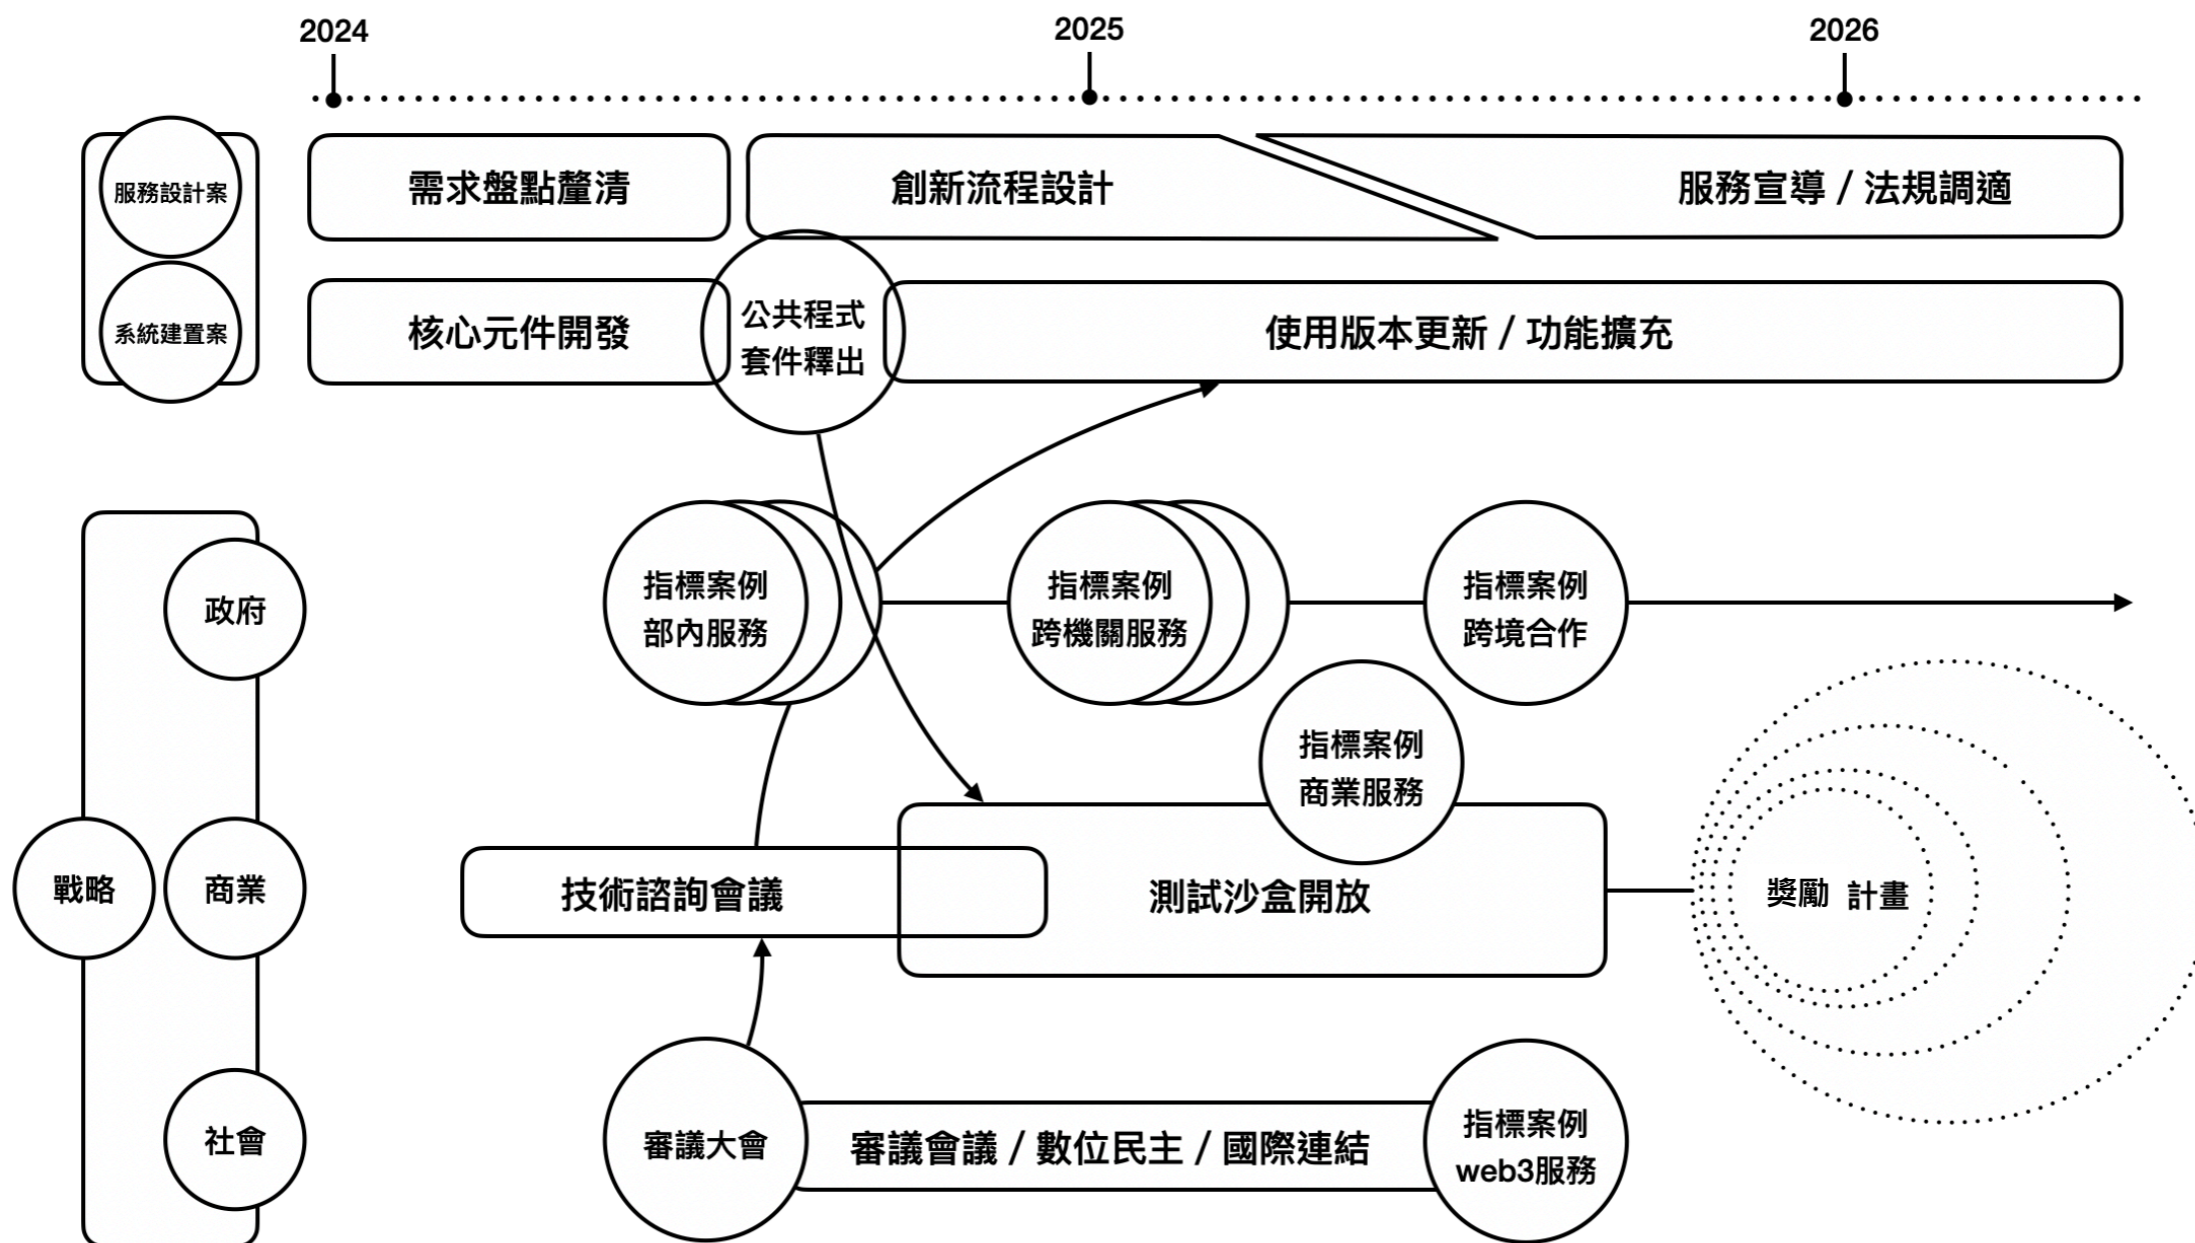 2024
2025
2026
服務設計案
需求盤點釐清
創新流程設計
服務宣導 / 法規調適
系統建置案
核心元件開發
公共程式
套件釋出
使用版本更新 / 功能擴充
政府
指標案例
部內服務
指標案例
跨機關服務
指標案例
跨境合作
指標案例
商業服務
戰略
商業
技術諮詢會議
測試沙盒開放
獎勵 計畫
社會
審議大會
審議會議 / 數位民主 / 國際連結
指標案例
web3服務